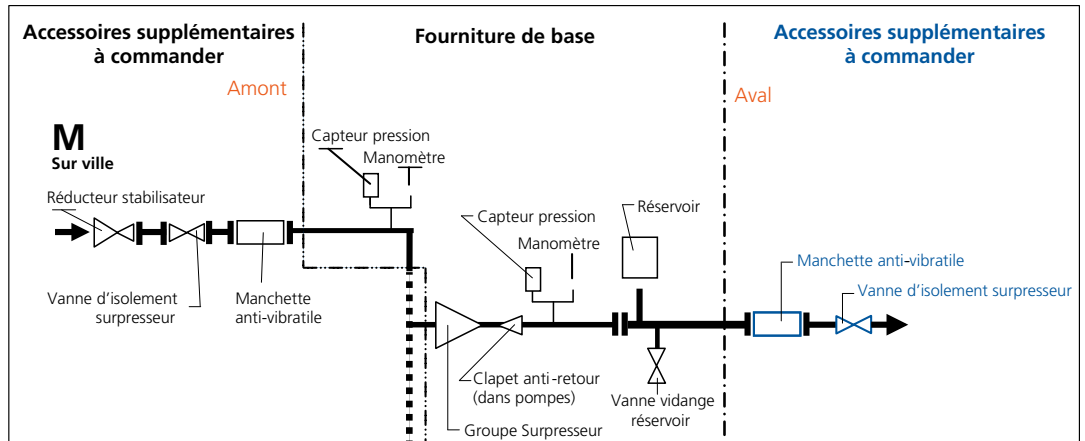 Accessoires supplémentaires
à commander
Fourniture de base
Accessoires supplémentaires
à commander
Amont
Aval
M
Sur ville
Capteur pression
Manomètre
Réducteur stabilisateur
Capteur pression
Réservoir
Manomètre
Manchette anti-vibratile
Vanne d'isolement
surpresseur
Manchette
anti-vibratile
Vanne d'isolement surpresseur
Clapet anti-retour
(dans pompes)
Vanne vidange
réservoir
Groupe Surpresseur